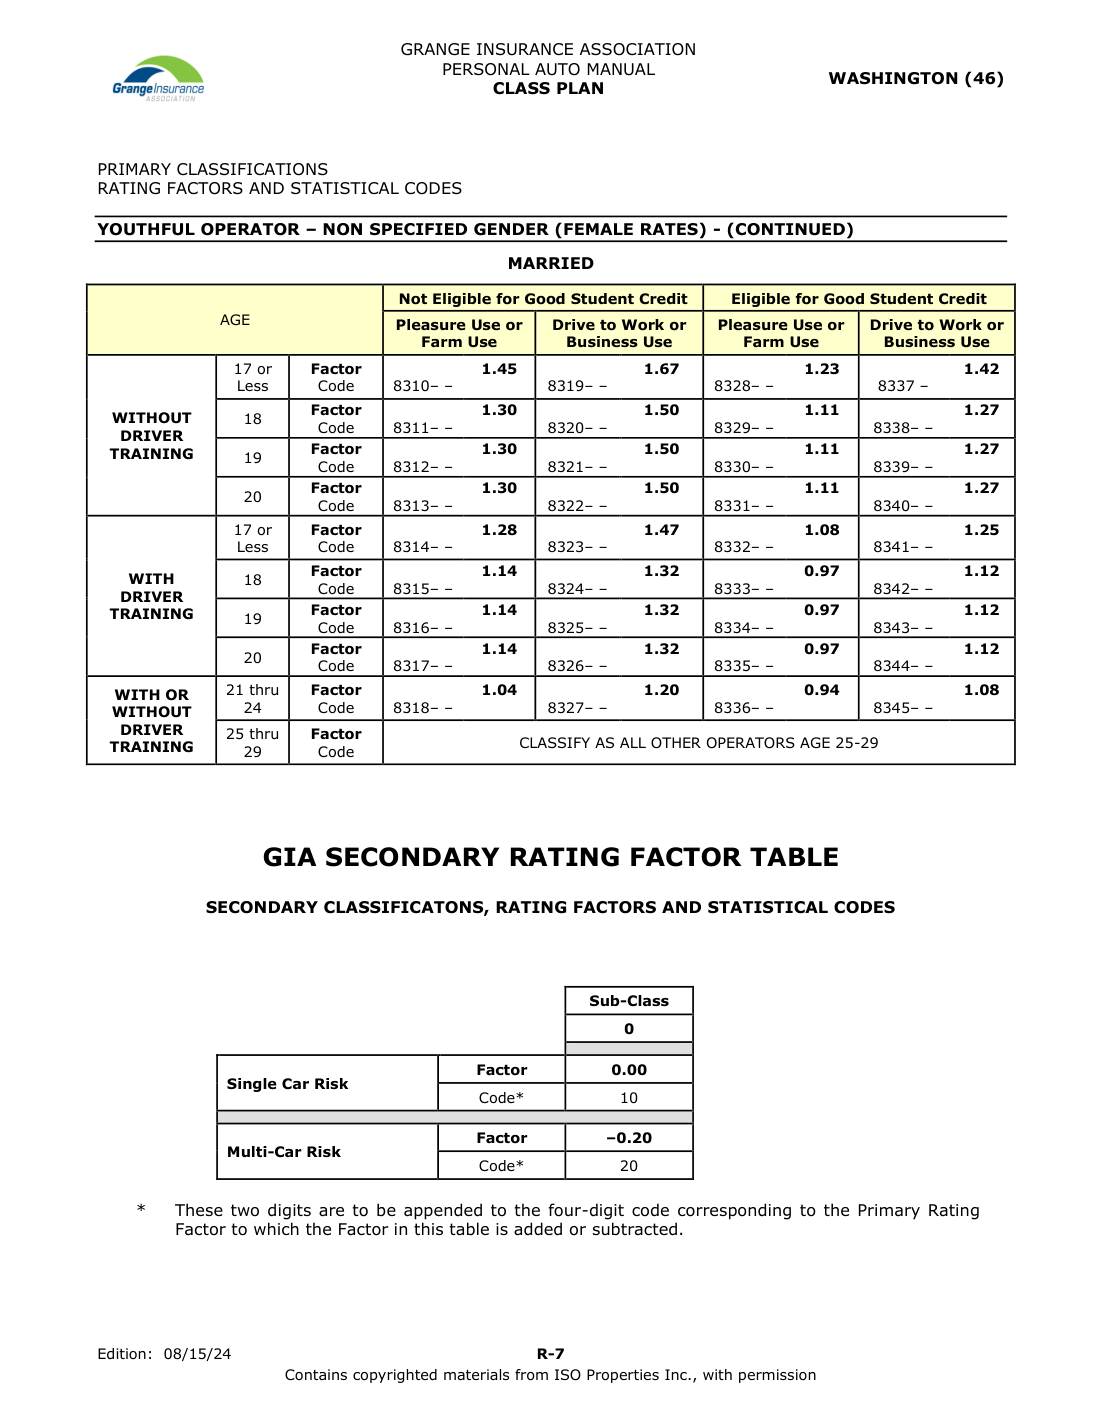 GrangeInsurance
ASSOCIATION
GRANGE INSURANCE ASSOCIATION
PERSONAL AUTO MANUAL
CLASS PLAN
WASHINGTON (46)
PRIMARY CLASSIFICATIONS
RATING FACTORS AND STATISTICAL CODES
YOUTHFUL OPERATOR – NON SPECIFIED GENDER (FEMALE RATES) - (CONTINUED)
MARRIED
AGE
Not Eligible for Good Student Credit
Eligible for Good Student Credit
Pleasure Use or
Farm Use
Drive to Work or
Business Use
Pleasure Use or
Farm Use
Drive to Work or
Business Use
WITHOUT
DRIVER
TRAINING
17 or
Less
Factor
Code
1.45
8310– –
1.67
8319– –
1.23
8328– –
1.42
8337 –
18
Factor
Code
1.30
8311– –
1.50
8320– –
1.11
8329– –
1.27
8338– –
19
Factor
Code
1.30
8312– –
1.50
8321– –
1.11
8330– –
1.27
8339– –
20
Factor
Code
1.30
8313– –
1.50
8322– –
1.11
8331– –
1.27
8340– –
WITH
DRIVER
TRAINING
17 or
Less
Factor
Code
1.28
8314– –
1.47
8323– –
1.08
8332– –
1.25
8341– –
18
Factor
Code
1.14
8315– –
1.32
8324– –
0.97
8333– –
1.12
8342– –
19
Factor
Code
1.14
8316– –
1.32
8325– –
0.97
8334– –
1.12
8343– –
20
Factor
Code
1.14
8317– –
1.32
8326– –
0.97
8335– –
1.12
8344– –
WITH OR
WITHOUT
DRIVER
TRAINING
21 thru
24
Factor
Code
1.04
8318– –
1.20
8327– –
0.94
8336– –
1.08
8345– –
25 thru
29
Factor
Code
CLASSIFY AS ALL OTHER OPERATORS AGE 25-29
GIA SECONDARY RATING FACTOR TABLE
SECONDARY CLASSIFICATONS, RATING FACTORS AND STATISTICAL CODES
Sub-Class
0
Single Car Risk
Factor
0.00
Code*
10
Multi-Car Risk
Factor
–0.20
Code*
20
* These two digits are to be appended to the four-digit code corresponding to the Primary Rating
Factor to which the Factor in this table is added or subtracted.
Edition: 08/15/24
R-7
Contains copyrighted materials from ISO Properties Inc., with permission